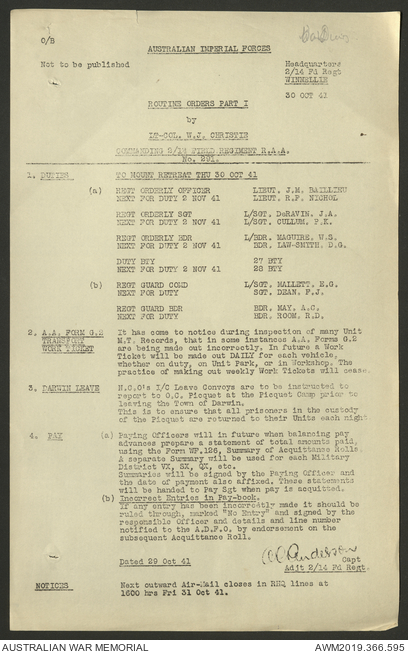 O/B
AUSTRALIAN IMPERIAL FORCES
Not to be published
Headquarters
2/14 Fd Regt
WINNELLIE
30 OCT 41
ROUTINE ORDERS PART I
by
LT-COL. W.J. CHRISTIE
COMMANDING 2/14 FIELD REGIMENT R.A.A.
No. 291.
1. DUTIES TO MOUNT RETREAT THU 30 OCT 41
(a) REGT ORDERLY OFFICER LIEUT. J.M. BAILLIEU
NEXT FOR DUTY 2 NOV 41 LIEUT. R.F. NICHOL
REGT ORDERLY SGT L/SGT. DeRAVIN, J.A.
NEXT FOR DUTY 2 NOV 41 L/SGT. CULLUM, P.K.
REGT ORDERLY BDR L/BDR. MAGUIRE, W.S.
NEXT FOR DUTY 2 NOV 41 BDR. LAW-SMITH, D.G.
DUTY BTY 27 BTY
NEXT FOR DUTY 2 NOV 41 28 BTY
(b) REGT GUARD COMD L/SGT. MALLETT, E.G.
NEXT FOR DUTY SGT. DEAN, F.J.
REGT GUARD BDR BDR. MAY, A.C.
NEXT FOR DUTY BDR. ROOM, R.D.
2. A.A. FORM G.2 It has come to notice during inspection of many Unit
TRANSPORT M.T. Records, that in some instances A.A. Forms G.2
WORK TICKET are being made out incorrectly. In future a Work
Ticket will be made out DAILY for each vehicle,
whether on duty, on Unit Park, or in Workshop. The
practice of making out weekly Work Tickets will cease.
3. DARWIN LEAVE N.C.O's I/C Leave Convoys are to be instructed to
report to O.C. Picquet at the Picquet Camp prior to
leaving the Town of Darwin.
This is to ensure that all prisoners in the custody
of the Picquet are returned to their Units each night
4. PAY (a) Paying Officers will in future when balancing pay
advances prepare a statement of total amounts paid,
using the Form WF.126, Summary of Acquittance Rolls.
A separate Summary will be used for each Military
District VX, SX, QX, etc.
Summaries will be signed by the Paying Officer and
the date of payment also affixed. These statements
will be handed to Pay Sgt when pay is acquitted.
(b) Incorrect Entries in Pay-book.
If any entry has been incorrectly made it should be
ruled through, marked "No Entry" and signed by the
responsible Officer and details and line number
notified to the A.D.F.O. by endorsement on the
subsequent Acquittance Roll.
Dated 29 Oct 41
Capt
Adjt 2/14 Fd Regt.
NOTICES Next outward Air-Mail closes in RHQ lines at
1600 hrs Fri 31 Oct 41.
AUSTRALIAN WAR MEMORIAL AWM2019.366.595